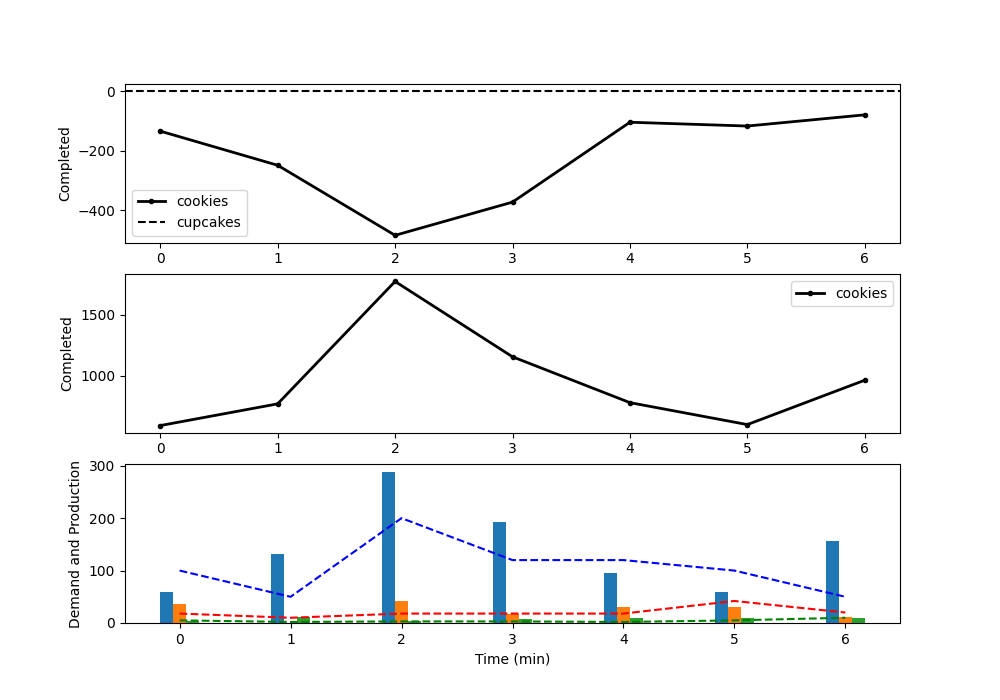 0
−200
−400
Completed
cookies
cupcakes
0 1 2 3 4 5 6
1500
1000
Completed
cookies
0 1 2 3 4 5 6
300
200
100
0
Demand and Production
0 1 2 3 4 5 6
Time (min)